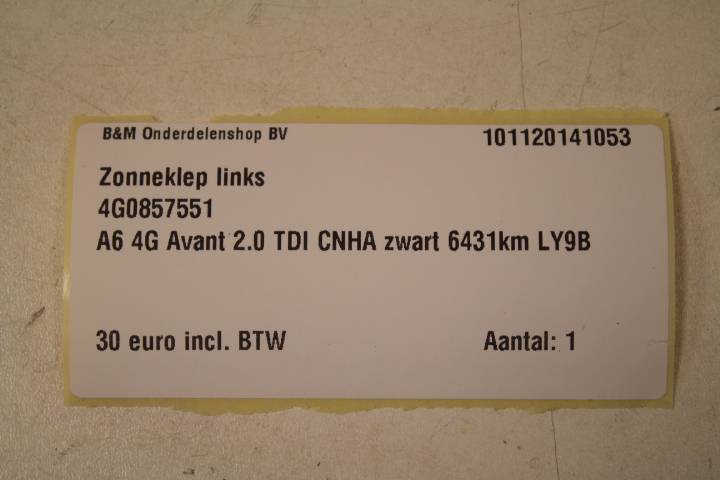 B&M Onderdelenshop BV 101120141053
Zonneklep links
4G0857551
A6 4G Avant 2.0 TDI CNHA zwart 6431km LY9B
30 euro incl. BTW Aantal: 1